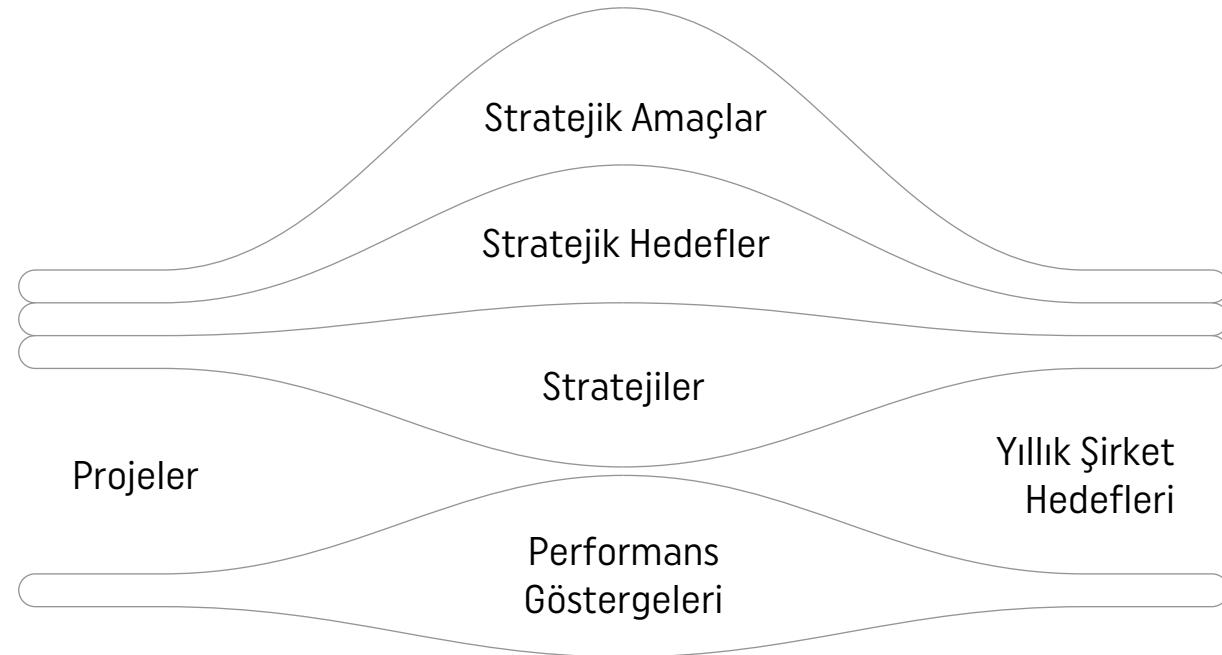 Stratejik Amaçlar
Stratejik Hedefler
Stratejiler
Projeler
Yıllık Şirket
Hedefleri
Performans
Göstergeleri